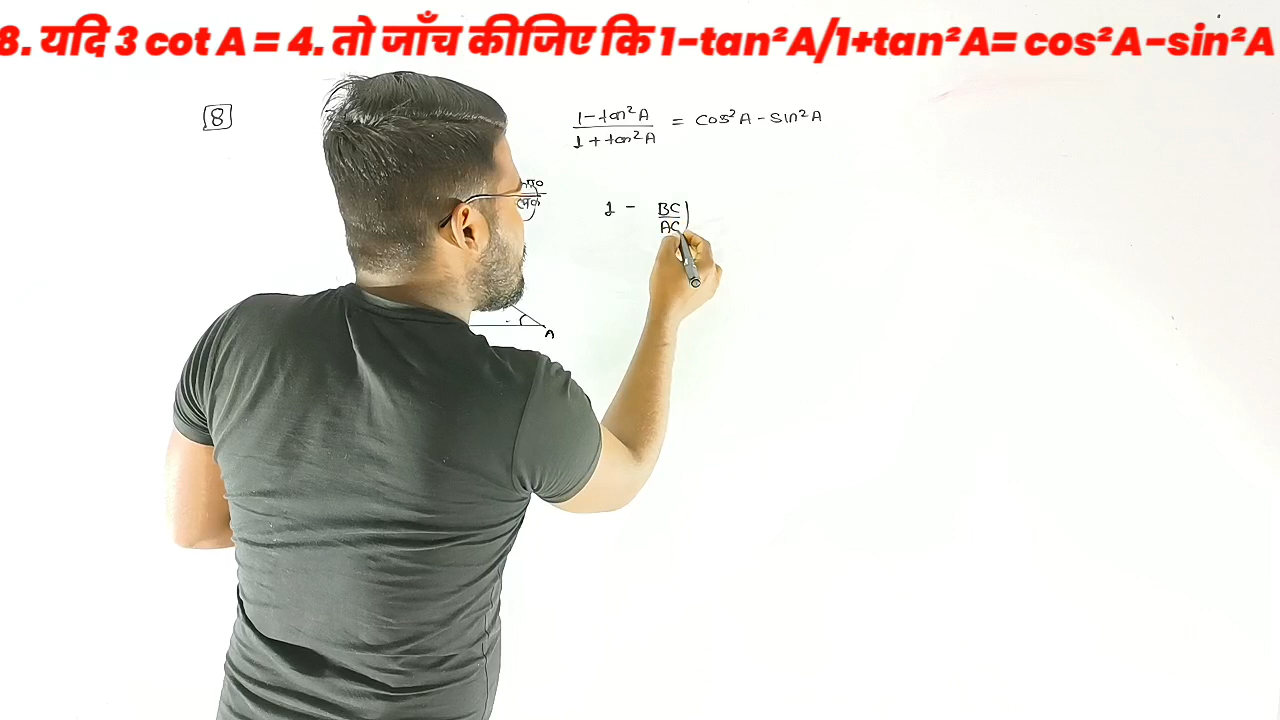 8. यदि 3 cot A = 4. तो जाँच कीजिए कि 1-tan²A/1+tan²A= cos²A-sin²A
8
1-tan²A
1+tan²A = cos²A-sin²A
1 - BC
AC
A